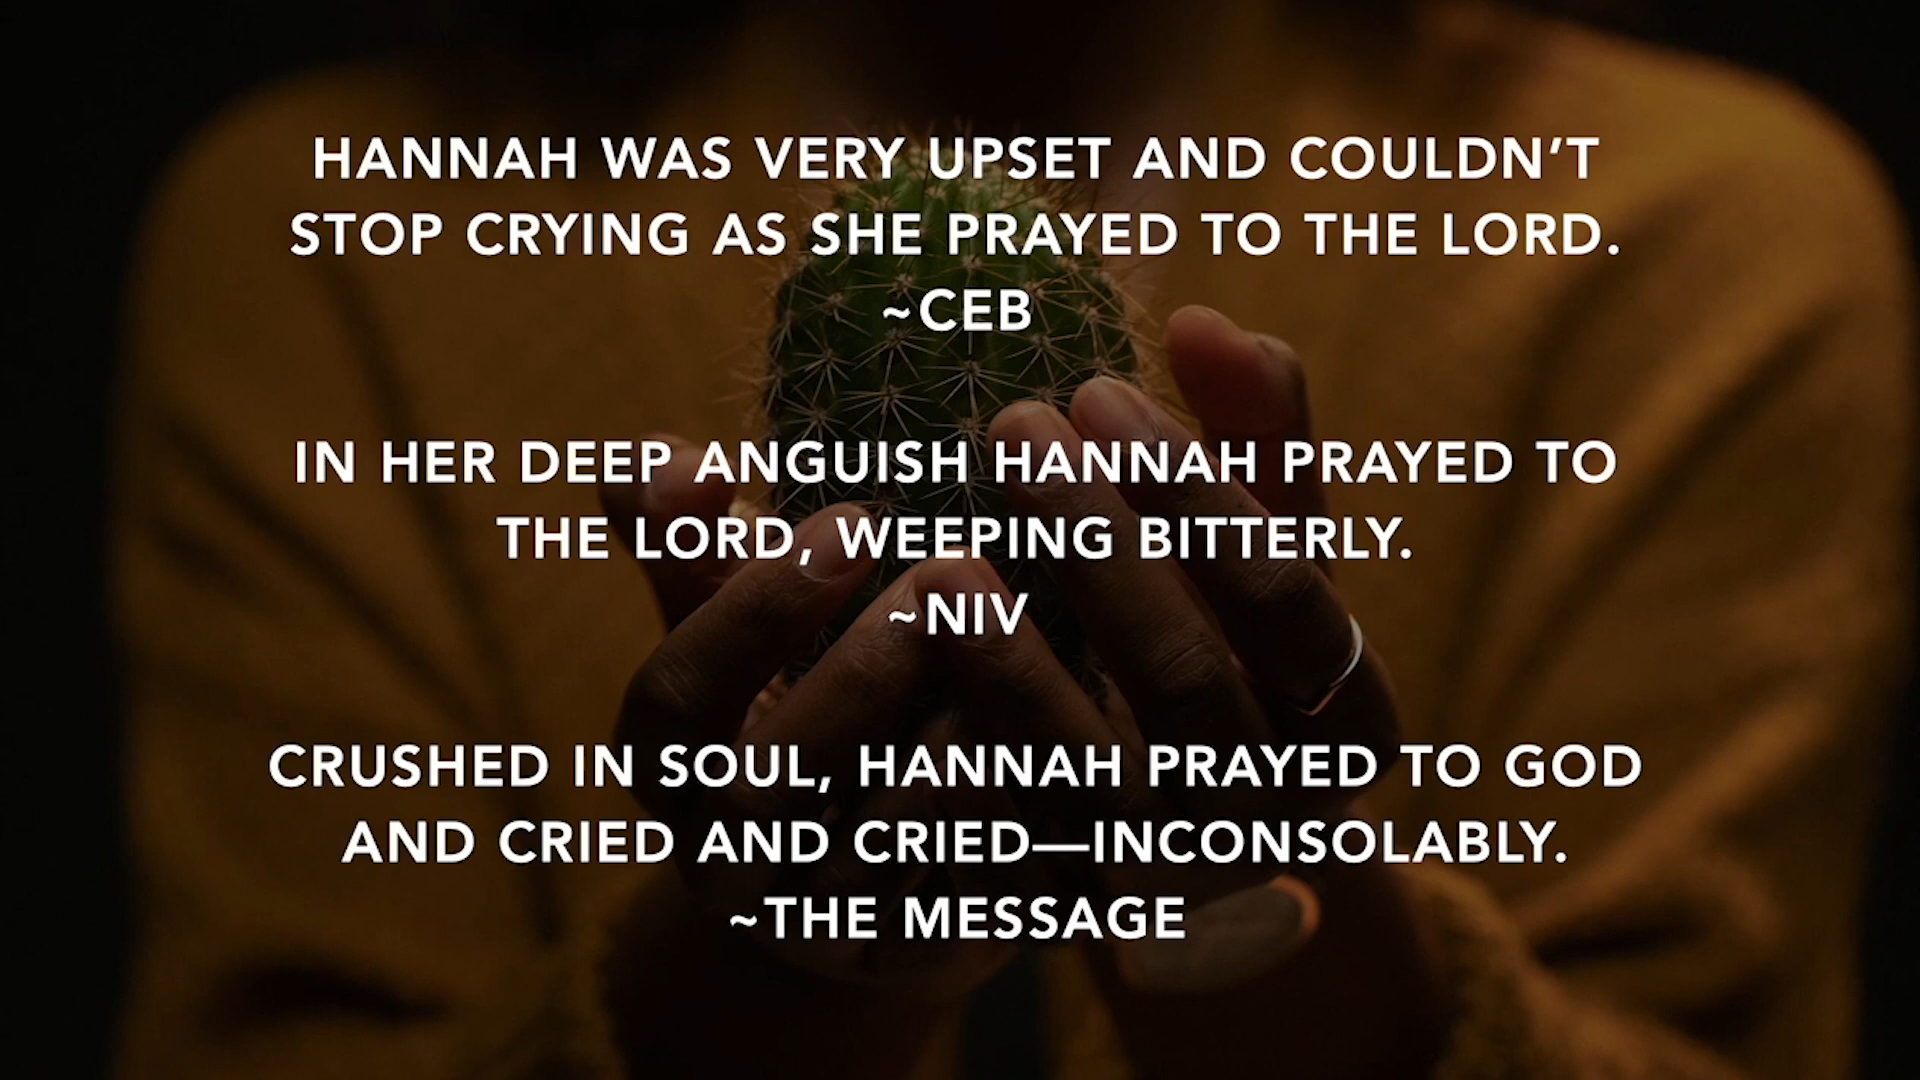 HANNAH WAS VERY UPSET AND COULDN’T
STOP CRYING AS SHE PRAYED TO THE LORD.
~CEB
IN HER DEEP ANGUISH HANNAH PRAYED TO
THE LORD, WEEPING BITTERLY.
~NIV
CRUSHED IN SOUL, HANNAH PRAYED TO GOD
AND CRIED AND CRIED—INCONSOLABLY.
~THE MESSAGE